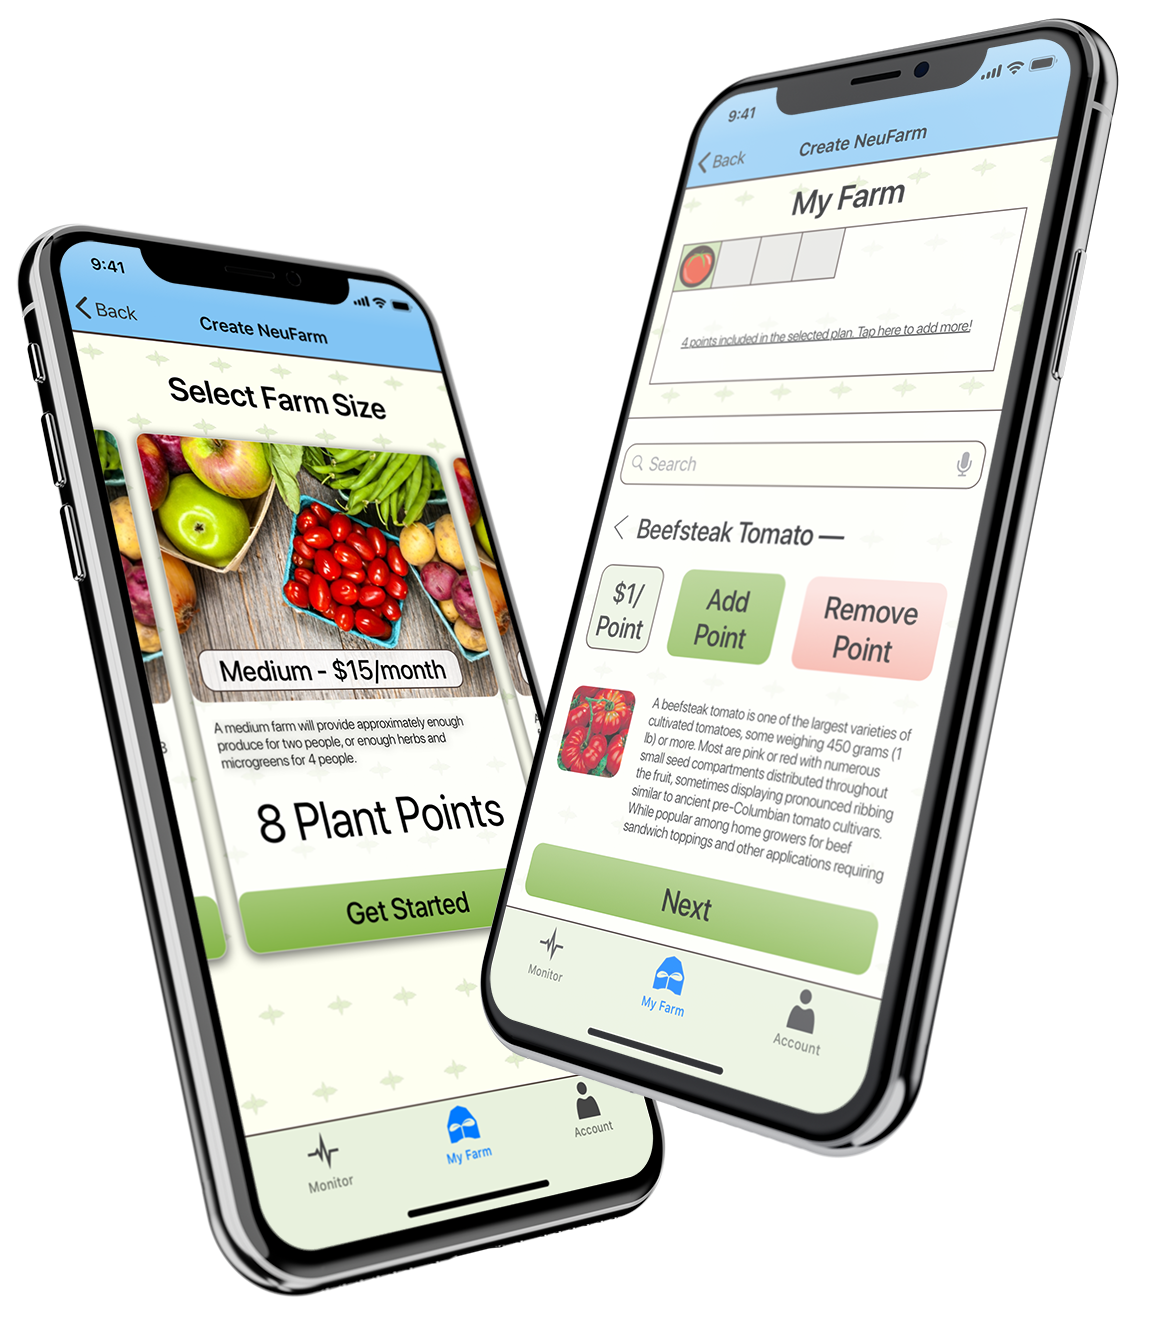 9:41
Back
Create NeuFarm
Select Farm Size
Medium - $15/month
A medium farm will provide approximately enough
produce for two people, or enough herbs and
microgreens for 4 people.
8 Plant Points
Get Started
Monitor
My Farm
Account
9:41
Back
Create NeuFarm
My Farm
4 points included in the selected plan. Tap here to add more!
Search
Beefsteak Tomato —
$1/
Point
Add
Point
Remove
Point
A beefsteak tomato is one of the largest varieties of
cultivated tomatoes, some weighing 450 grams (1
lb) or more. Most are pink or red with numerous
small seed compartments distributed throughout
the fruit, sometimes displaying pronounced ribbing
similar to ancient pre-Columbian tomato cultivars.
While popular among home growers for beef
sandwich toppings and other applications requiring
Next
Monitor
My Farm
Account